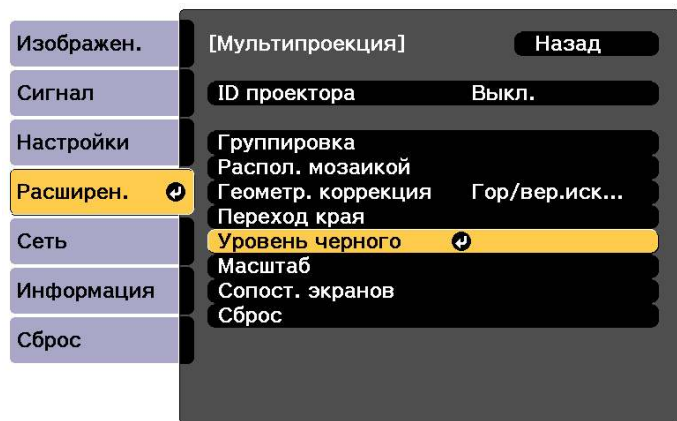 Изображен.
Сигнал
Настройки
Расширен.
Сеть
Информация
Сброс
[Мультипроекция] Назад
ID проектора Выкл.
Группировка
Распол. мозаикой
Геометр. коррекция Гор/вер.иск...
Переход края
Уровень черного
Масштаб
Сопост. экранов
Сброс